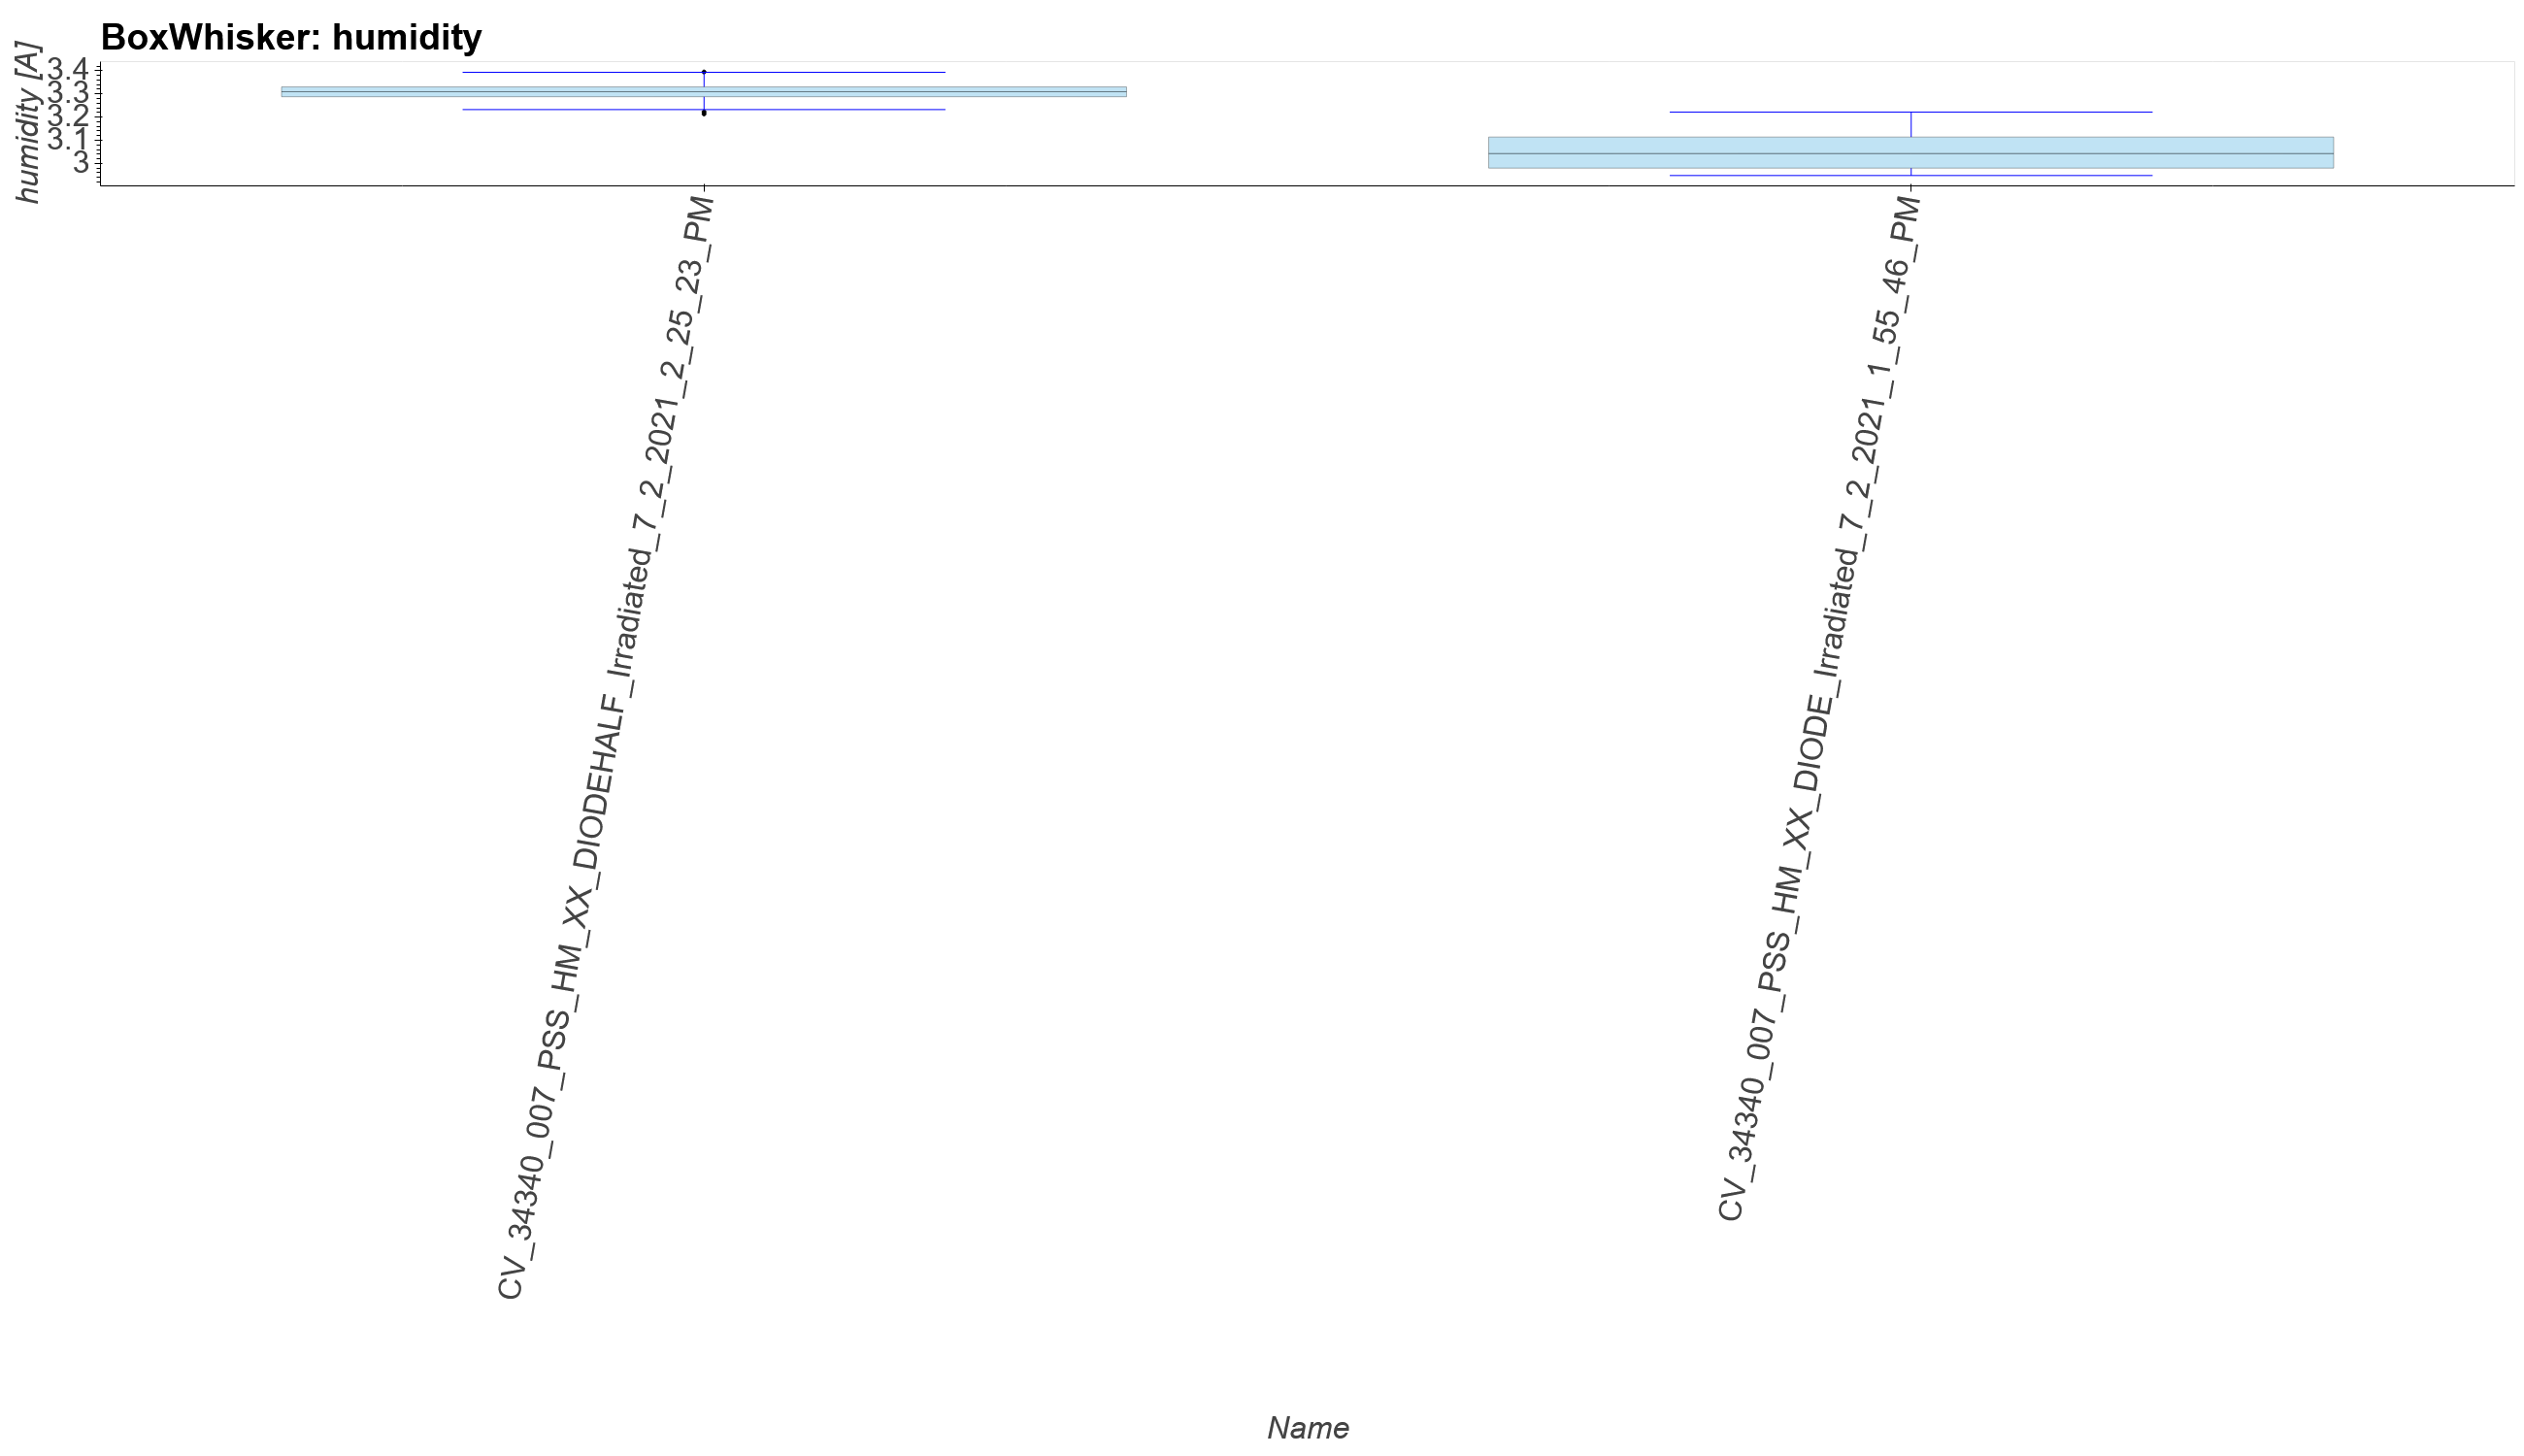 BoxWhisker: humidity
humidity [A]
3.4
3.3
3.2
3.1
3
CV_34340_007_PSS_HM_XX_DIODEHALF_Irradiated_7_2_2021_2_25_23_PM
CV_34340_007_PSS_HM_XX_DIODE_Irradiated_7_2_2021_1_55_46_PM
Name